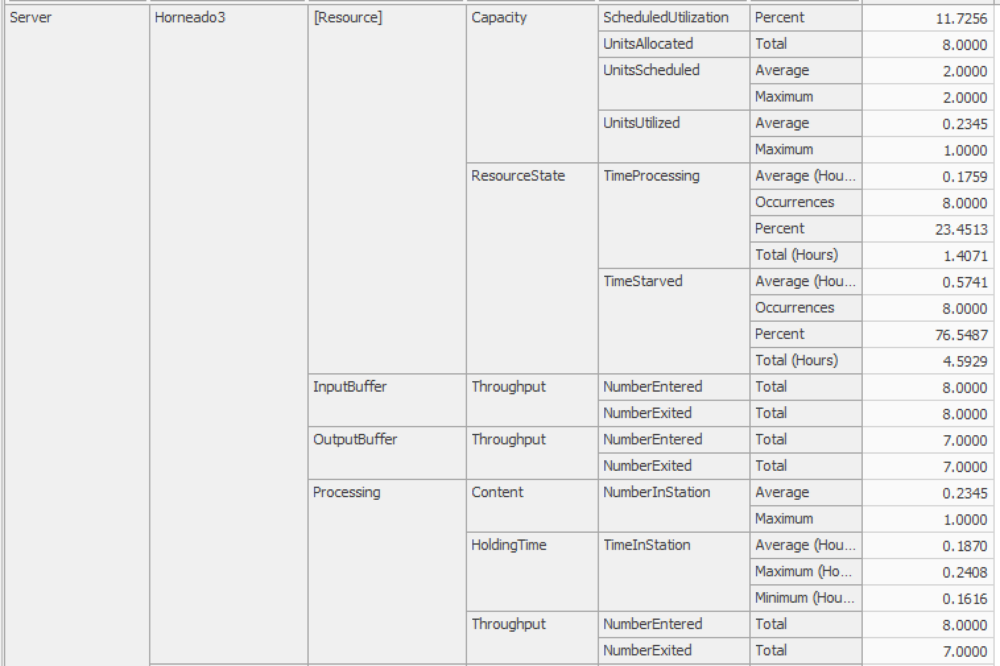 Server Horneado3 [Resource] Capacity ScheduledUtilization Percent 11.7256
UnitsAllocated Total 8.0000
UnitsScheduled Average 2.0000
Maximum 2.0000
UnitsUtilized Average 0.2345
Maximum 1.0000
ResourceState TimeProcessing Average (Hou... 0.1759
Occurrences 8.0000
Percent 23.4513
Total (Hours) 1.4071
TimeStarved Average (Hou... 0.5741
Occurrences 8.0000
Percent 76.5487
Total (Hours) 4.5929
InputBuffer Throughput NumberEntered Total 8.0000
NumberExited Total 8.0000
OutputBuffer Throughput NumberEntered Total 7.0000
NumberExited Total 7.0000
Processing Content NumberInStation Average 0.2345
Maximum 1.0000
HoldingTime TimeInStation Average (Hou... 0.1870
Maximum (Ho... 0.2408
Minimum (Hou... 0.1616
Throughput NumberEntered Total 8.0000
NumberExited Total 7.0000